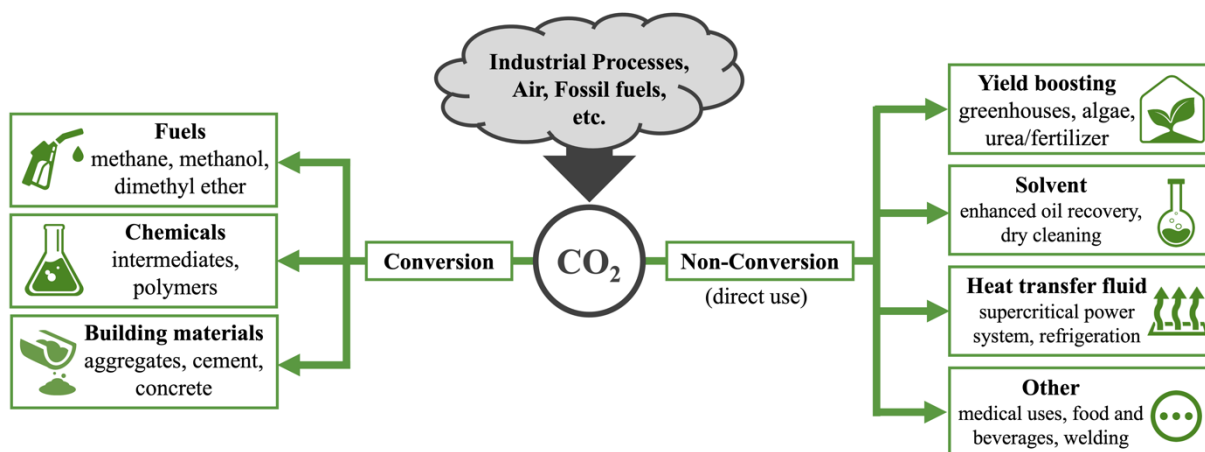 Industrial Processes,
Air, Fossil fuels,
etc.
Fuels
methane, methanol,
dimethyl ether
Chemicals
intermediates,
polymers
Building materials
aggregates, cement,
concrete
Conversion
CO₂
Non-Conversion
(direct use)
Yield boosting
greenhouses, algae,
urea/fertilizer
Solvent
enhanced oil recovery,
dry cleaning
Heat transfer fluid
supercritical power
system, refrigeration
Other
medical uses, food and
beverages, welding